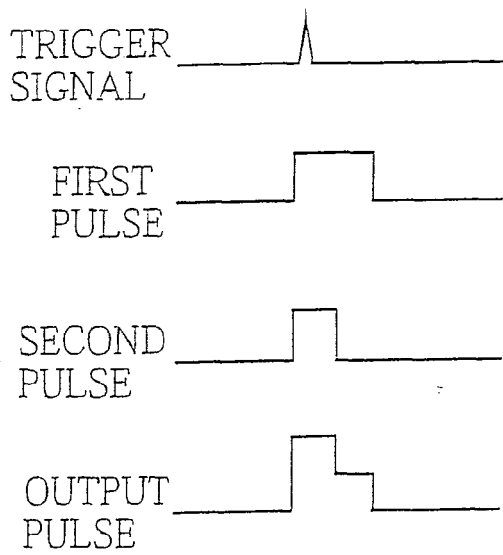 TRIGGER
SIGNAL
FIRST
PULSE
SECOND
PULSE
OUTPUT
PULSE